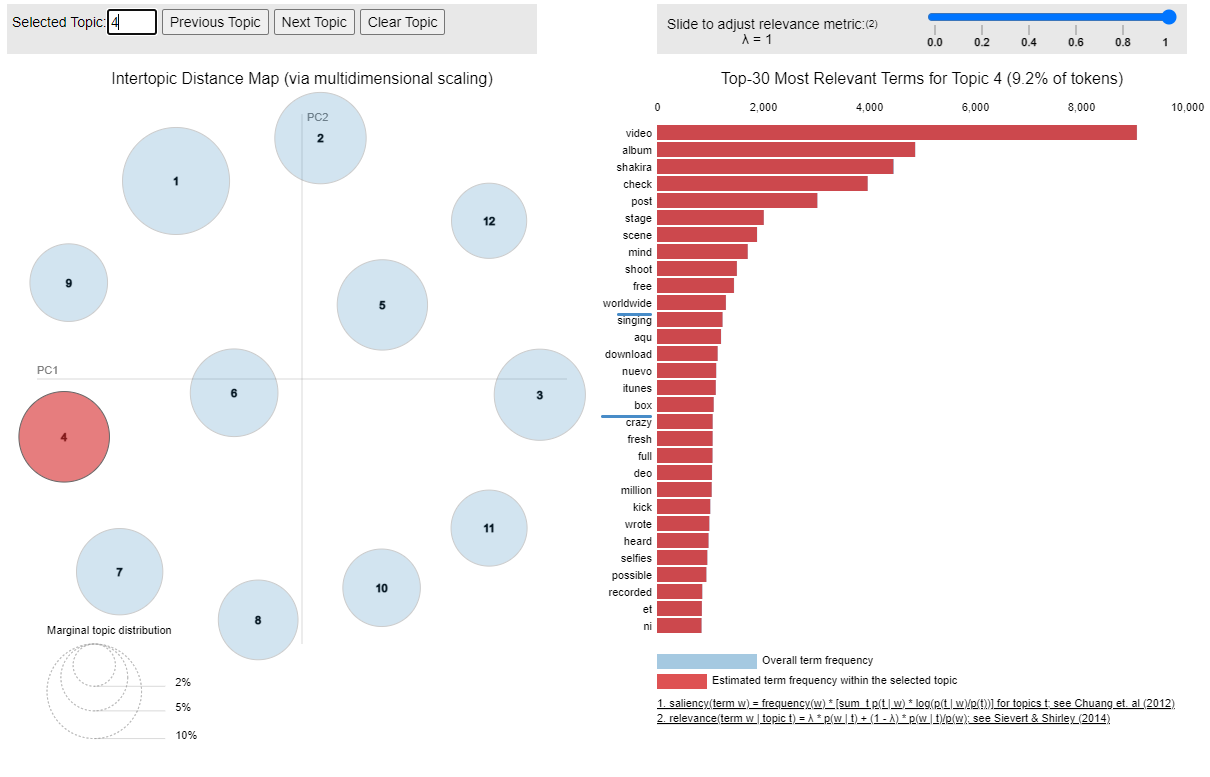 Selected Topic: 4 Previous Topic Next Topic Clear Topic
Slide to adjust relevance metric:(2)
λ = 1
0.0 0.2 0.4 0.6 0.8 1
Intertopic Distance Map (via multidimensional scaling)
PC2
2
1
12
9
5
PC1
6
3
4
11
7
10
8
Marginal topic distribution
2%
5%
10%
Top-30 Most Relevant Terms for Topic 4 (9.2% of tokens)
0 2,000 4,000 6,000 8,000 10,000
video
album
shakira
check
post
stage
scene
mind
shoot
free
worldwide
singing
aqu
download
nuevo
itunes
box
crazy
fresh
full
deo
million
kick
wrote
heard
selfies
possible
recorded
et
ni
Overall term frequency
Estimated term frequency within the selected topic
1. saliency(term w) = frequency(w) * [sum_t p(t | w) * log(p(t | w)/p(t))] for topics t; see Chuang et. al (2012)
2. relevance(term w | topic t) = λ * p(w | t) + (1 - λ) * p(w | t)/p(w); see Sievert & Shirley (2014)